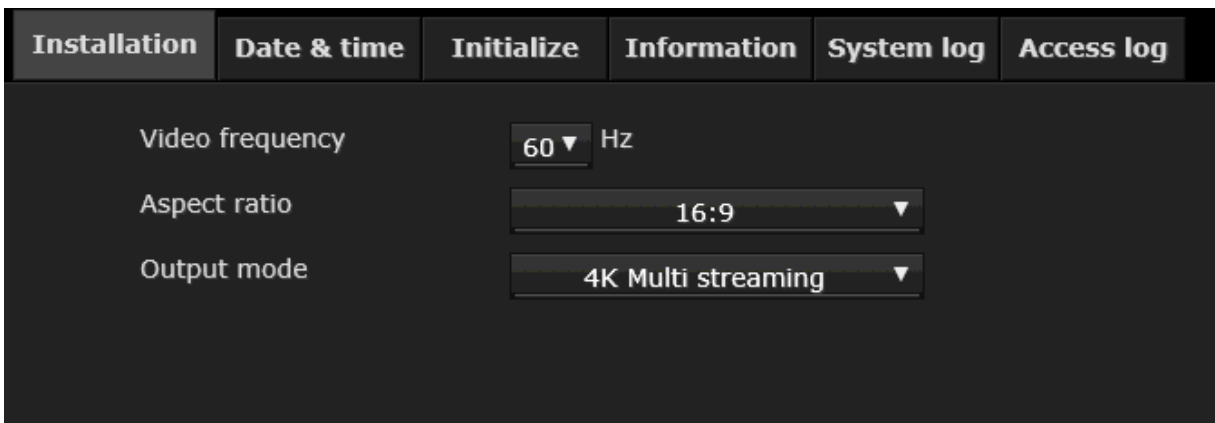 Installation Date & time Initialize Information System log Access log
Video frequency 60 Hz
Aspect ratio 16:9
Output mode 4K Multi streaming